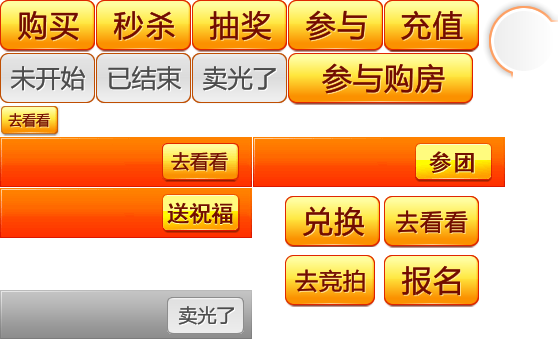 购买 秒杀 抽奖 参与 充值
未开始 已结束 卖光了 参与购房
去看看
去看看 参团
送祝福
兑换 去看看
去竞拍 报名
卖光了